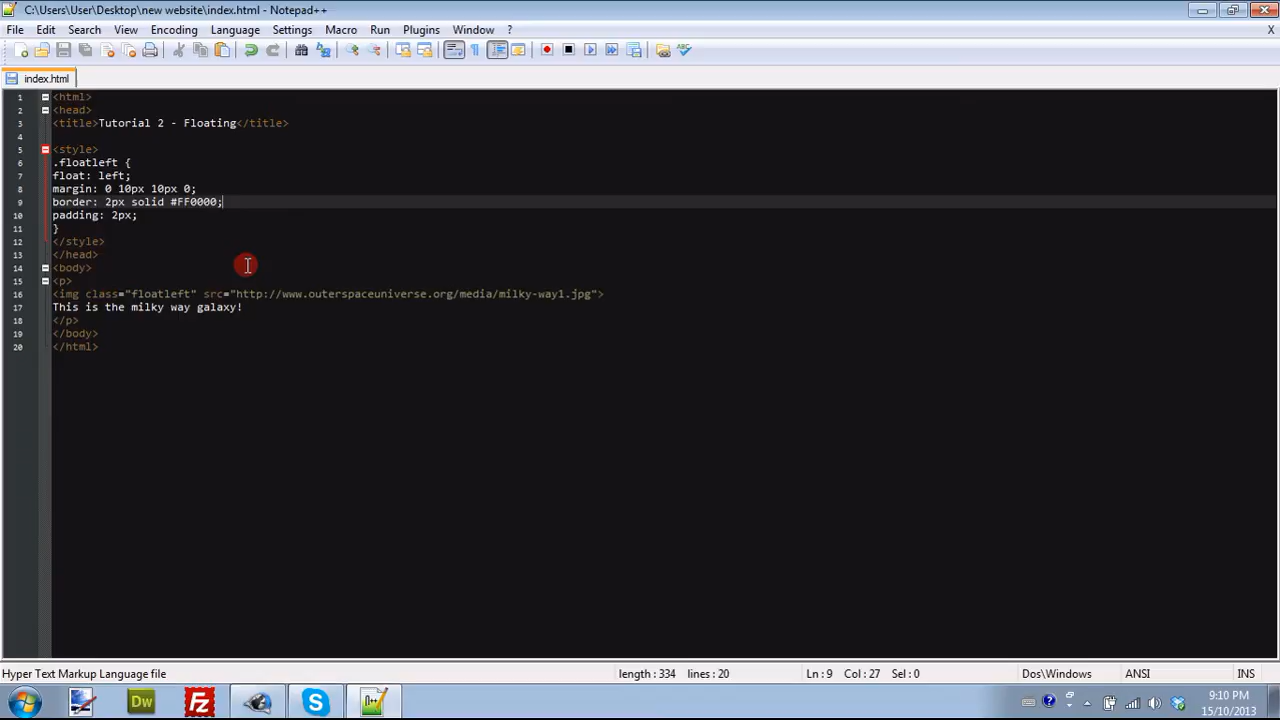 C:\Users\User\Desktop\new website\index.html - Notepad++
File Edit Search View Encoding Language Settings Macro Run Plugins Window ? X
index.html
1 <html>
2 <head>
3 <title>Tutorial 2 - Floating</title>
4
5 <style>
6 .floatleft {
7 float: left;
8 margin: 0 10px 10px 0;
9 border: 2px solid #FF0000;
10 padding: 2px;
11 }
12 </style>
13 </head>
14 <body>
15 <p>
16 <img class="floatleft" src="http://www.outerspaceuniverse.org/media/milky-way1.jpg">
17 This is the milky way galaxy!
18 </p>
19 </body>
20 </html>
Hyper Text Markup Language file length : 334 lines : 20 Ln : 9 Col : 27 Sel : 0 Dos\Windows ANSI INS
Dw Fz S 9:10 PM
15/10/2013